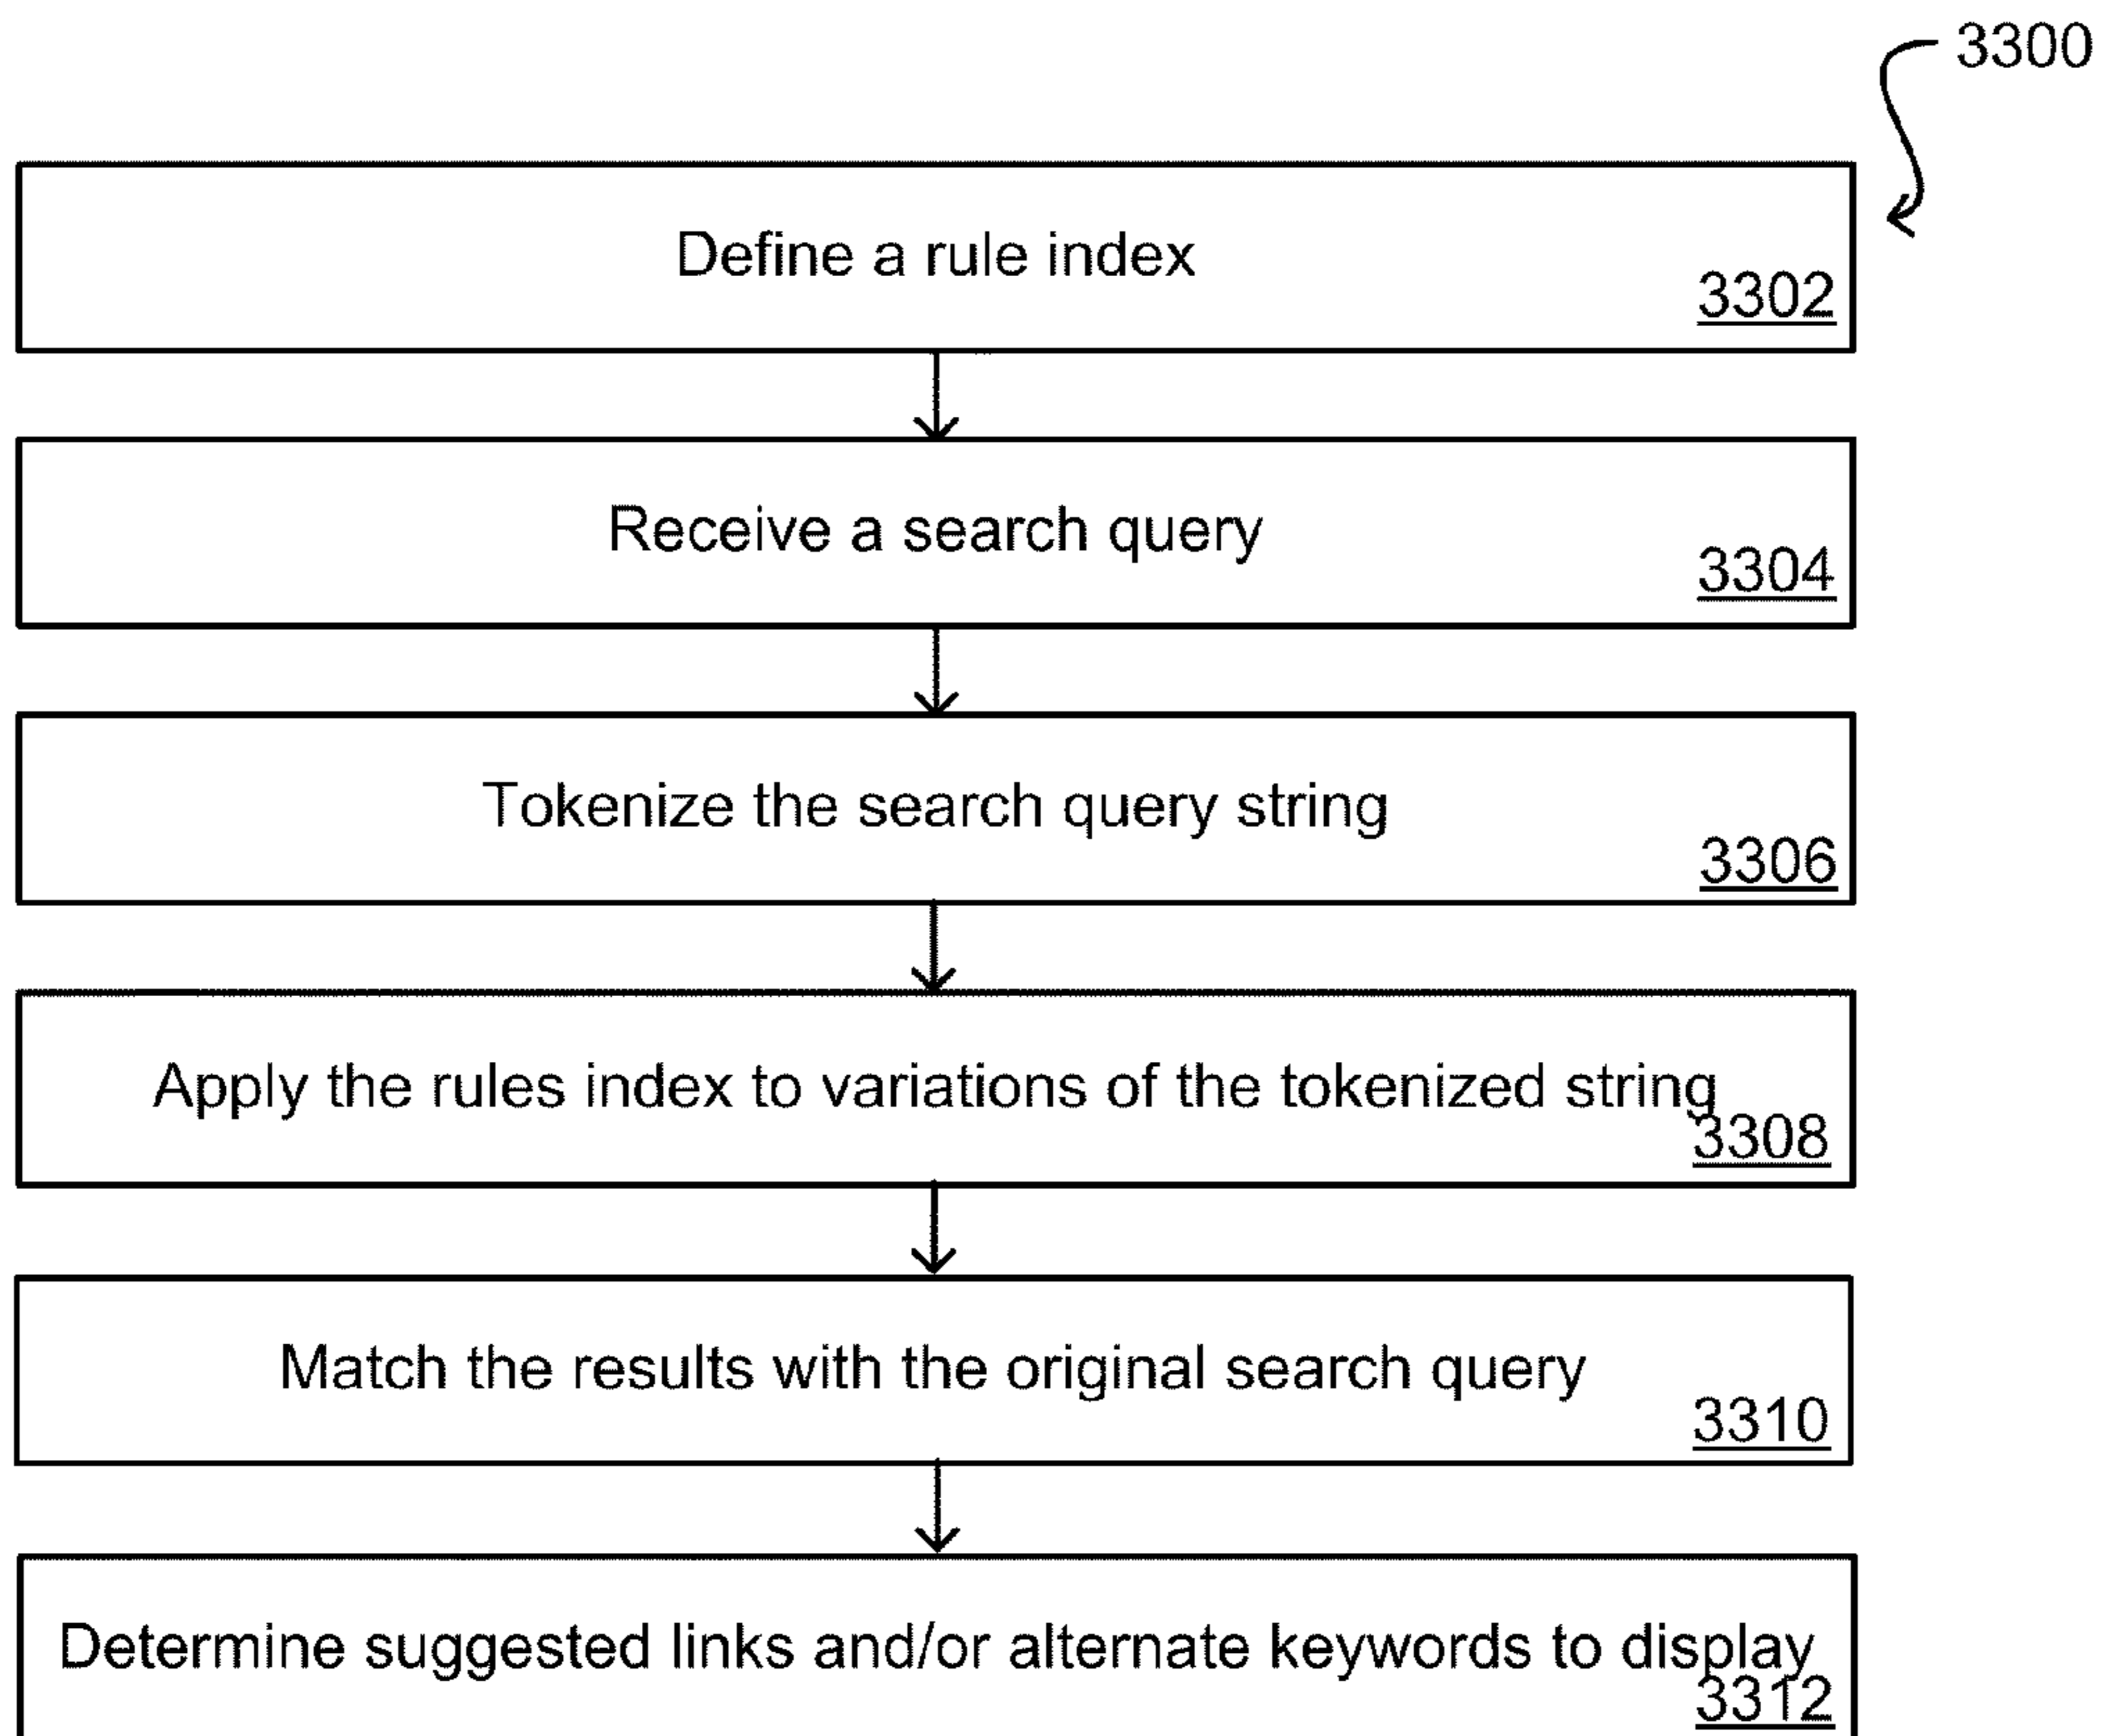 3300
Define a rule index
3302
Receive a search query
3304
Tokenize the search query string
3306
Apply the rules index to variations of the tokenized string
3308
Match the results with the original search query
3310
Determine suggested links and/or alternate keywords to display
3312